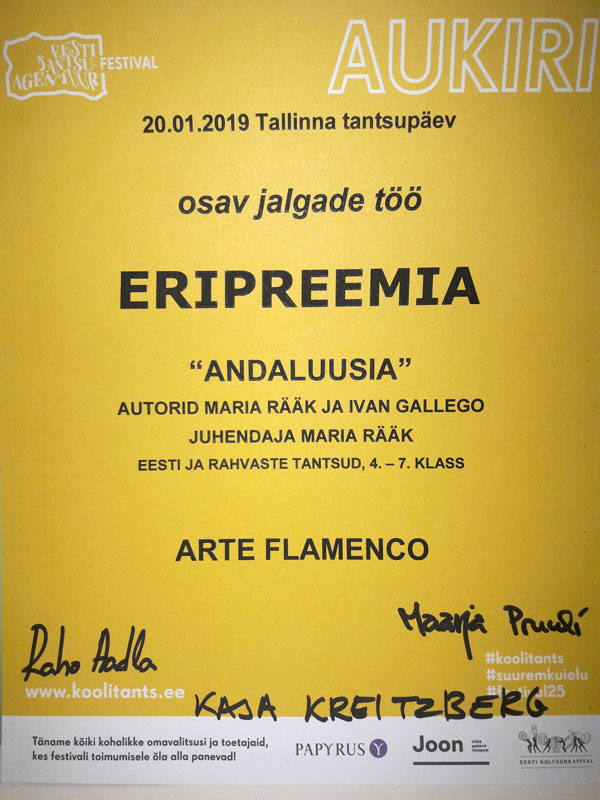 EESTI
TANTSU-FESTIVAL
AGENTUUR
AUKIRI
20.01.2019 Tallinna tantsupäev
osav jalgade töö
ERIPREEMIA
“ANDALUUSIA”
AUTORID MARIA RÄÄK JA IVAN GALLEGO
JUHENDAJA MARIA RÄÄK
EESTI JA RAHVASTE TANTSUD, 4. – 7. KLASS
ARTE FLAMENCO
Maarja Pruuli
Raho Aadla
#koolitants
#suuremkuielu
www.koolitants.ee
KAJA KREITZBERG
Täname kõiki kohalikke omavalitsusi ja toetajaid,
kes festivali toimumisele õla alla panevad!
PAPYRUS
Joon
EESTI KULTUURKAPITAL